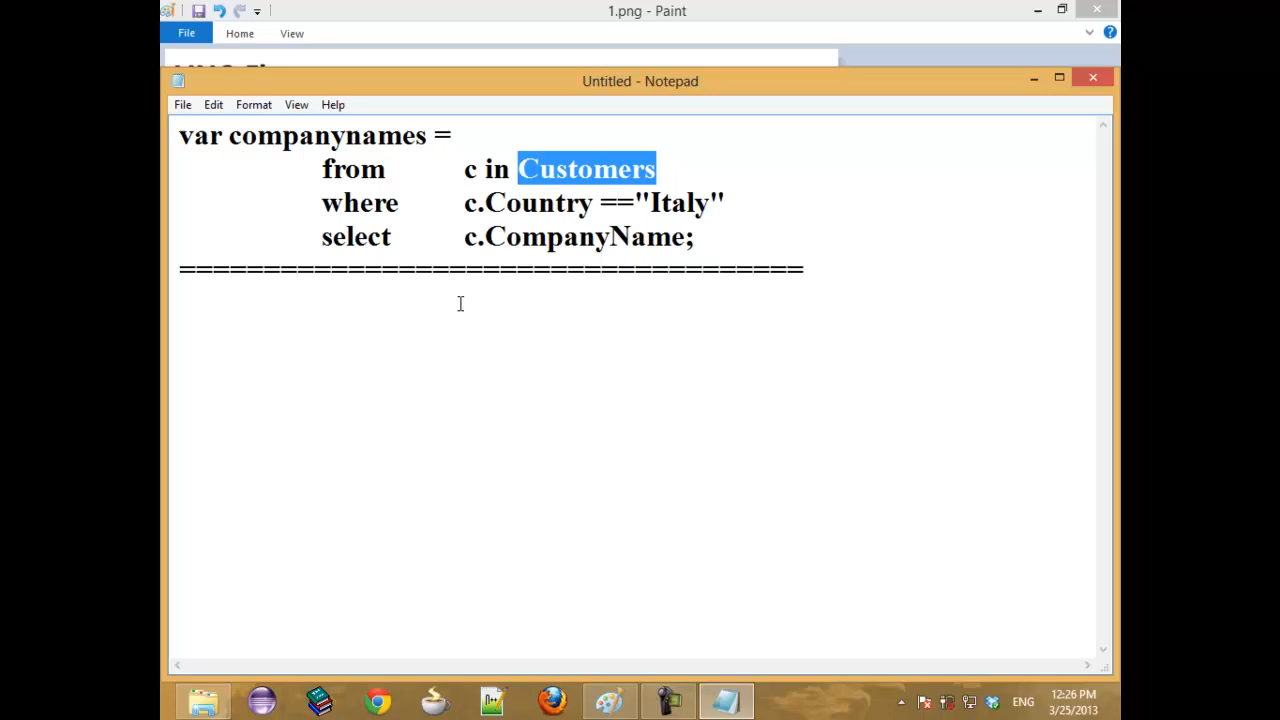 1.png - Paint
File Home View
Untitled - Notepad
File Edit Format View Help
var companynames =
from c in Customers
where c.Country =="Italy"
select c.CompanyName;
=====================================
ENG
12:26 PM
3/25/2013